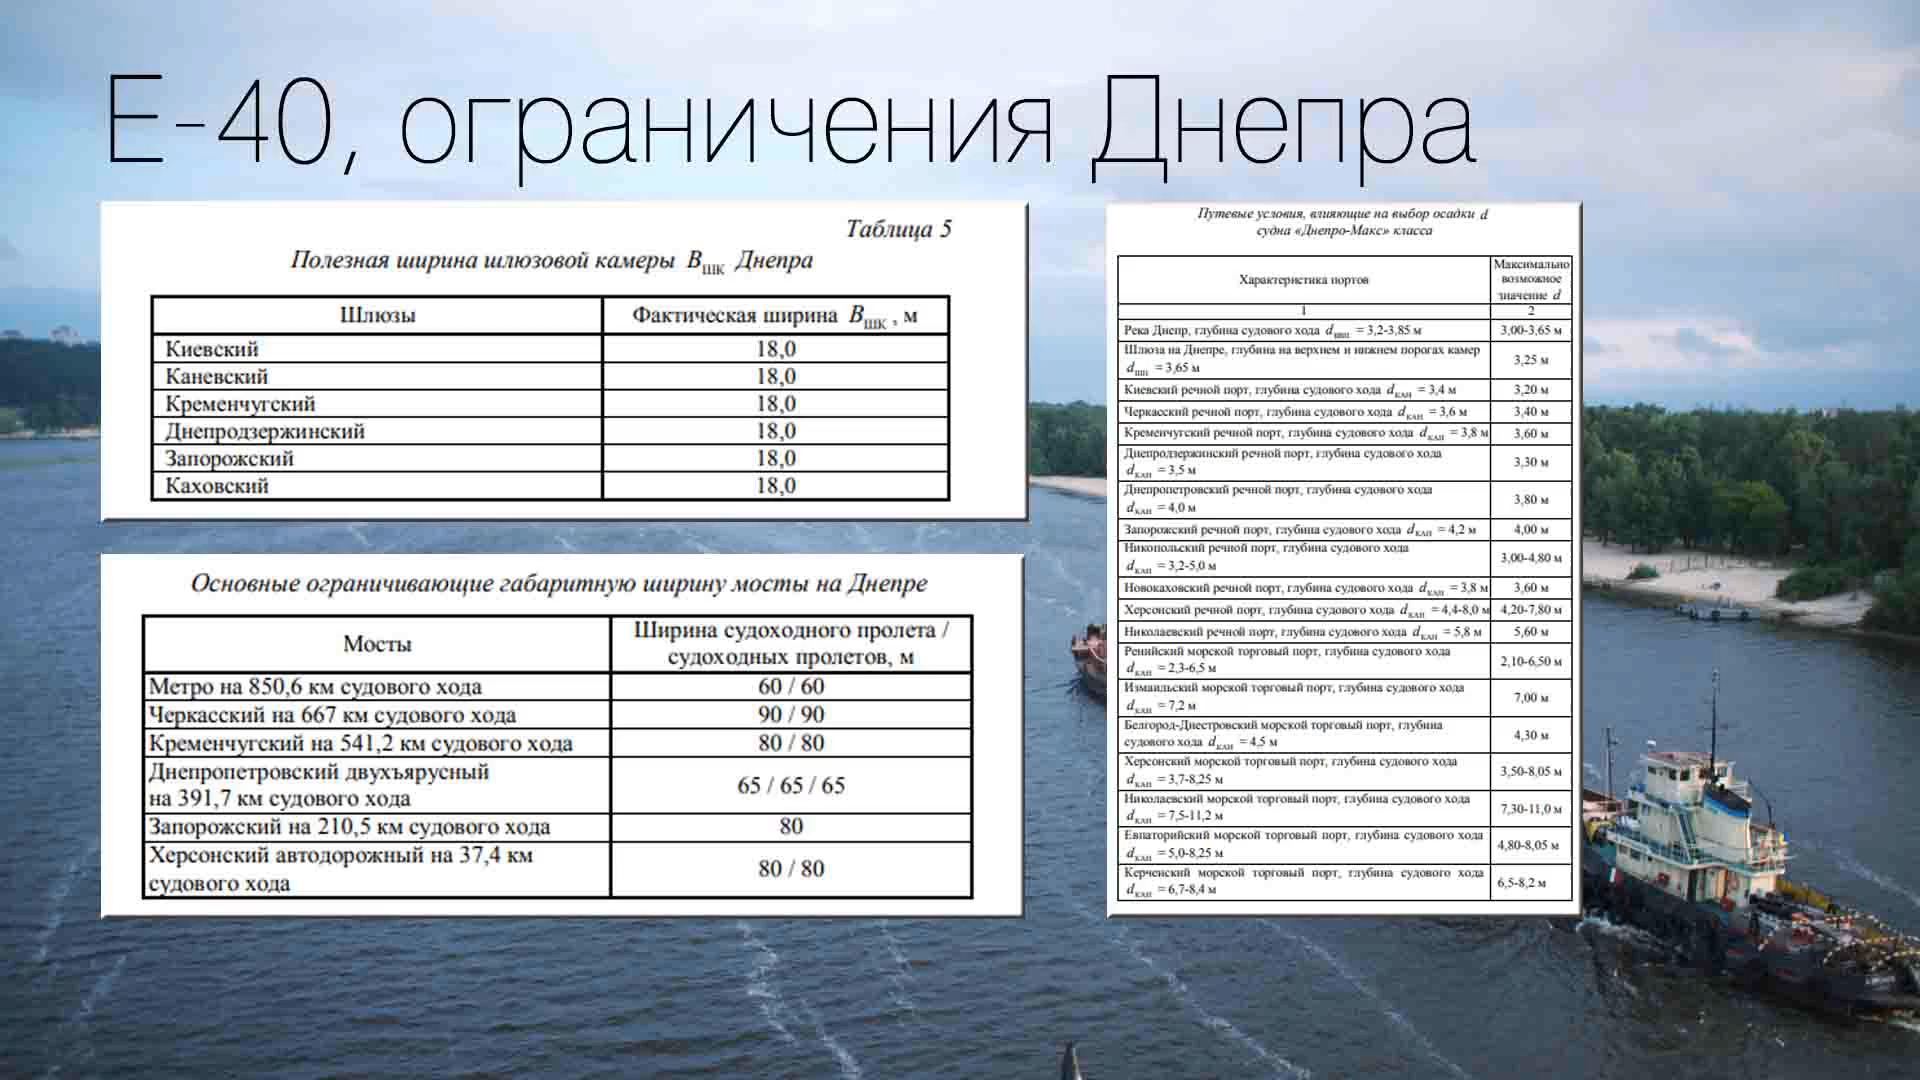 Е-40, ограничения Днепра
Таблица 5
Полезная ширина шлюзовой камеры Bшк Днепра
Шлюзы Фактическая ширина Bшк , м
Киевский 18,0
Каневский 18,0
Кременчугский 18,0
Днепродзержинский 18,0
Запорожский 18,0
Каховский 18,0
Основные ограничивающие габаритную ширину мосты на Днепре
Мосты
Ширина судоходного пролета /
судоходных пролетов, м
Метро на 850,6 км судового хода 60 / 60
Черкасский на 667 км судового хода 90 / 90
Кременчугский на 541,2 км судового хода 80 / 80
Днепропетровский двухъярусный
на 391,7 км судового хода
65 / 65 / 65
Запорожский на 210,5 км судового хода 80
Херсонский автодорожный на 37,4 км
судового хода
80 / 80
Путевые условия, влияющие на выбор осадки d
судна «Днепро-Макс» класса
Характеристика портов
Максимально
возможное
значение d
1 2
Река Днепр, глубина судового хода d = 3,2-3,85 м 3,00-3,65 м
Шлюза на Днепре, глубина на верхнем и нижнем порогах камер
d = 3,65 м
3,25 м
Киевский речной порт, глубина судового хода dкан = 3,4 м 3,20 м
Черкасский речной порт, глубина судового хода dкан = 3,6 м 3,40 м
Кременчугский речной порт, глубина судового хода dкан = 3,8 м 3,60 м
Днепродзержинский речной порт, глубина судового хода
dкан = 3,5 м
3,30 м
Днепропетровский речной порт, глубина судового хода
dкан = 4,0 м
3,80 м
Запорожский речной порт, глубина судового хода dкан = 4,2 м 4,00 м
Никопольский речной порт, глубина судового хода
dкан = 3,2-5,0 м
3,00-4,80 м
Новокаховский речной порт, глубина судового хода dкан = 3,8 м 3,60 м
Херсонский речной порт, глубина судового хода dкан = 4,4-8,0 м 4,20-7,80 м
Николаевский речной порт, глубина судового хода dкан = 5,8 м 5,60 м
Ренийский морской торговый порт, глубина судового хода
dкан = 2,3-6,5 м
2,10-6,50 м
Измаильский морской торговый порт, глубина судового хода
dкан = 7,2 м
7,00 м
Белгород-Днестровский морской торговый порт, глубина
судового хода dкан = 4,5 м
4,30 м
Херсонский морской торговый порт, глубина судового хода
dкан = 3,7-8,25 м
3,50-8,05 м
Николаевский морской торговый порт, глубина судового хода
dкан = 7,5-11,2 м
7,30-11,0 м
Евпаторийский морской торговый порт, глубина судового хода
dкан = 5,0-8,25 м
4,80-8,05 м
Керченский морской торговый порт, глубина судового хода
dкан = 6,7-8,4 м
6,5-8,2 м